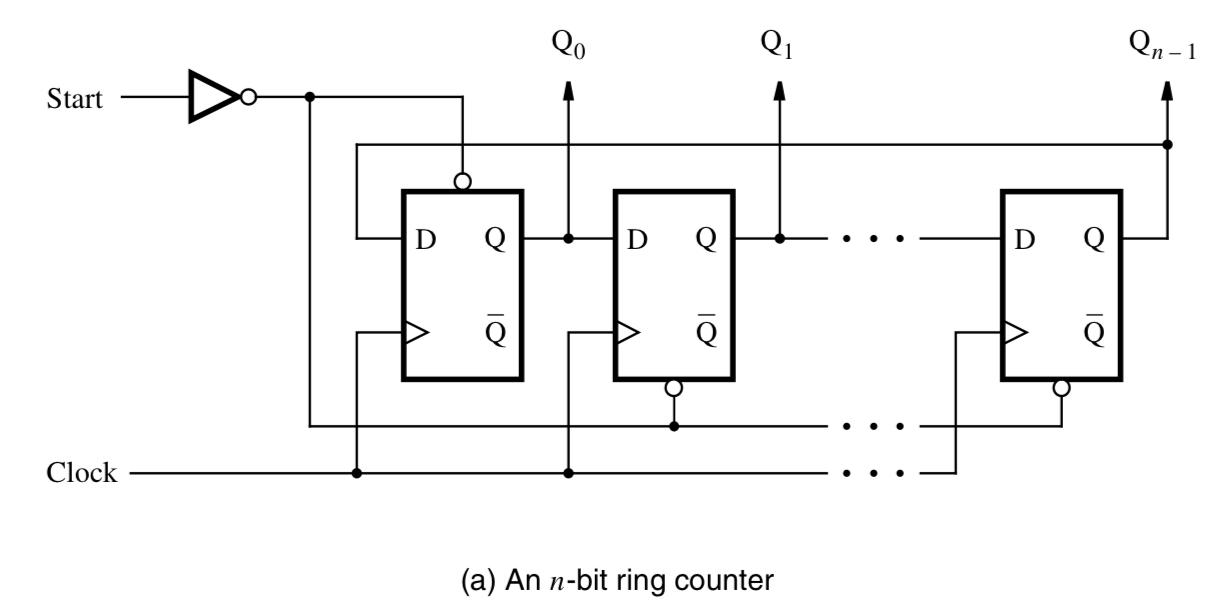 Q₀ Q₁ Qₙ₋₁
Start
D Q D Q D Q
Q̅ Q̅ Q̅
Clock
(a) An n-bit ring counter